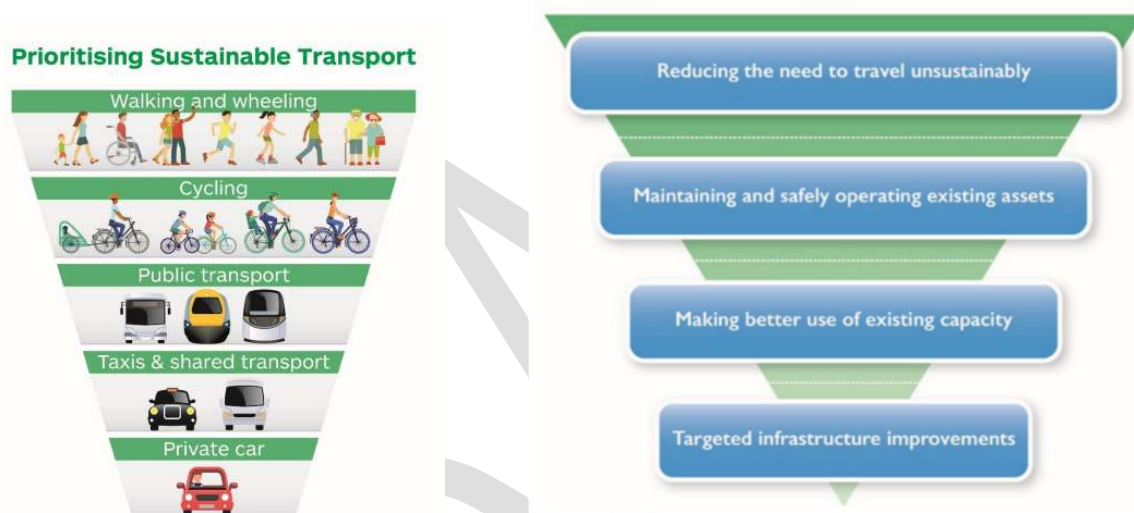 Prioritising Sustainable Transport
Walking and wheeling
Cycling
Public transport
Taxis & shared transport
Private car
Reducing the need to travel unsustainably
Maintaining and safely operating existing assets
Making better use of existing capacity
Targeted infrastructure improvements